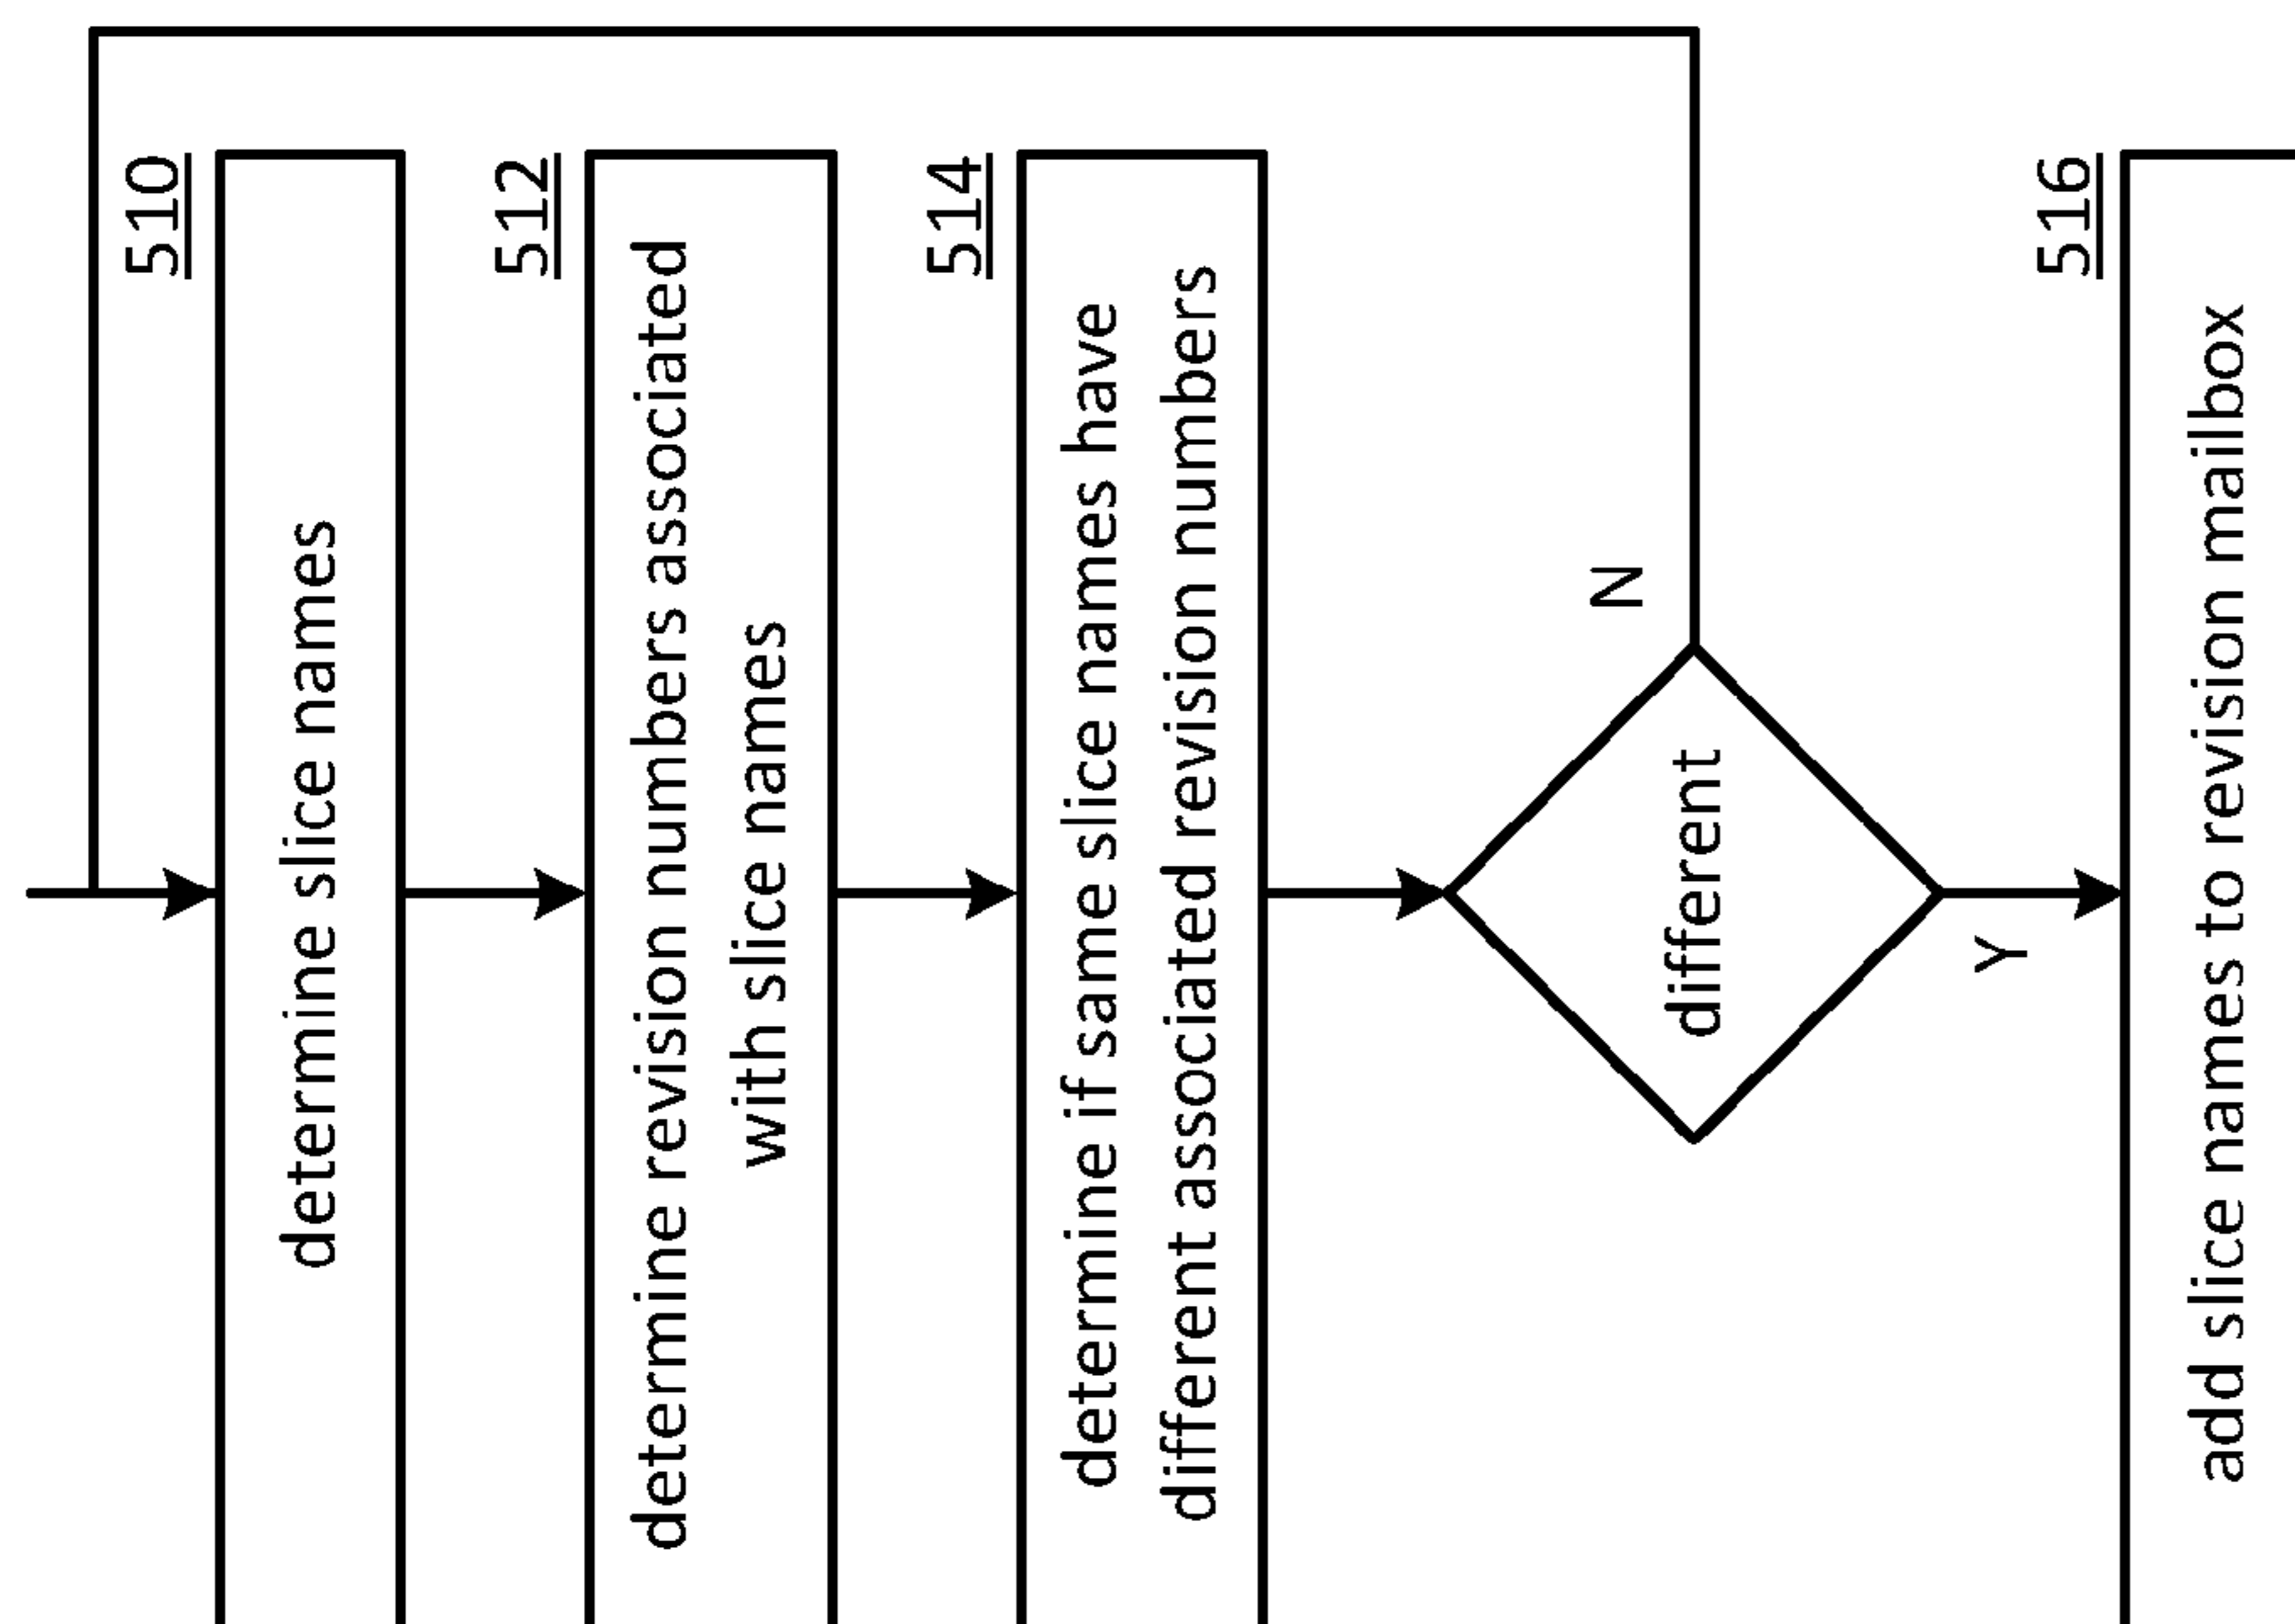 510
determine slice names
512
determine revision numbers associated
with slice names
514
determine if same slice names have
different associated revision numbers
different
N
Y
516
add slice names to revision mailbox